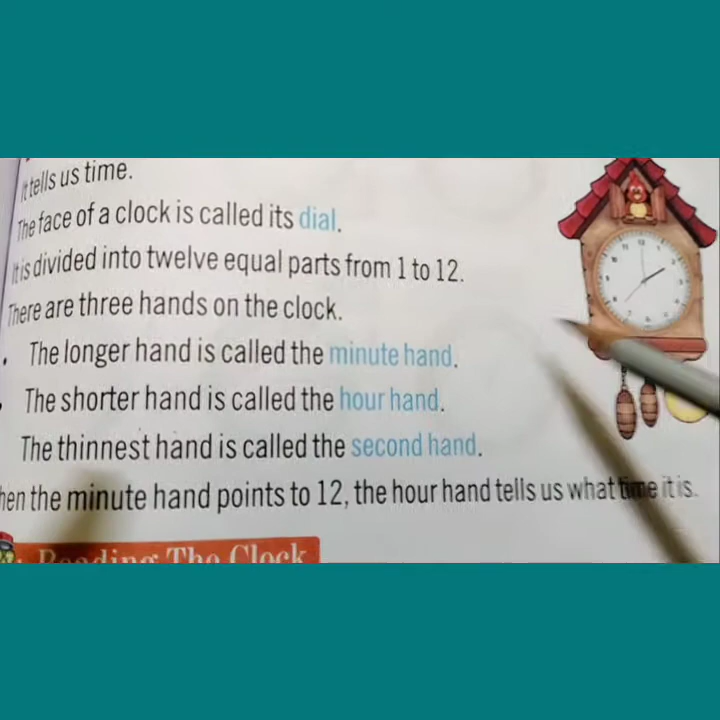 It tells us time.
The face of a clock is called its dial.
It is divided into twelve equal parts from 1 to 12.
There are three hands on the clock.
• The longer hand is called the minute hand.
• The shorter hand is called the hour hand.
The thinnest hand is called the second hand.
hen the minute hand points to 12, the hour hand tells us what time it is.
Reading The Clock